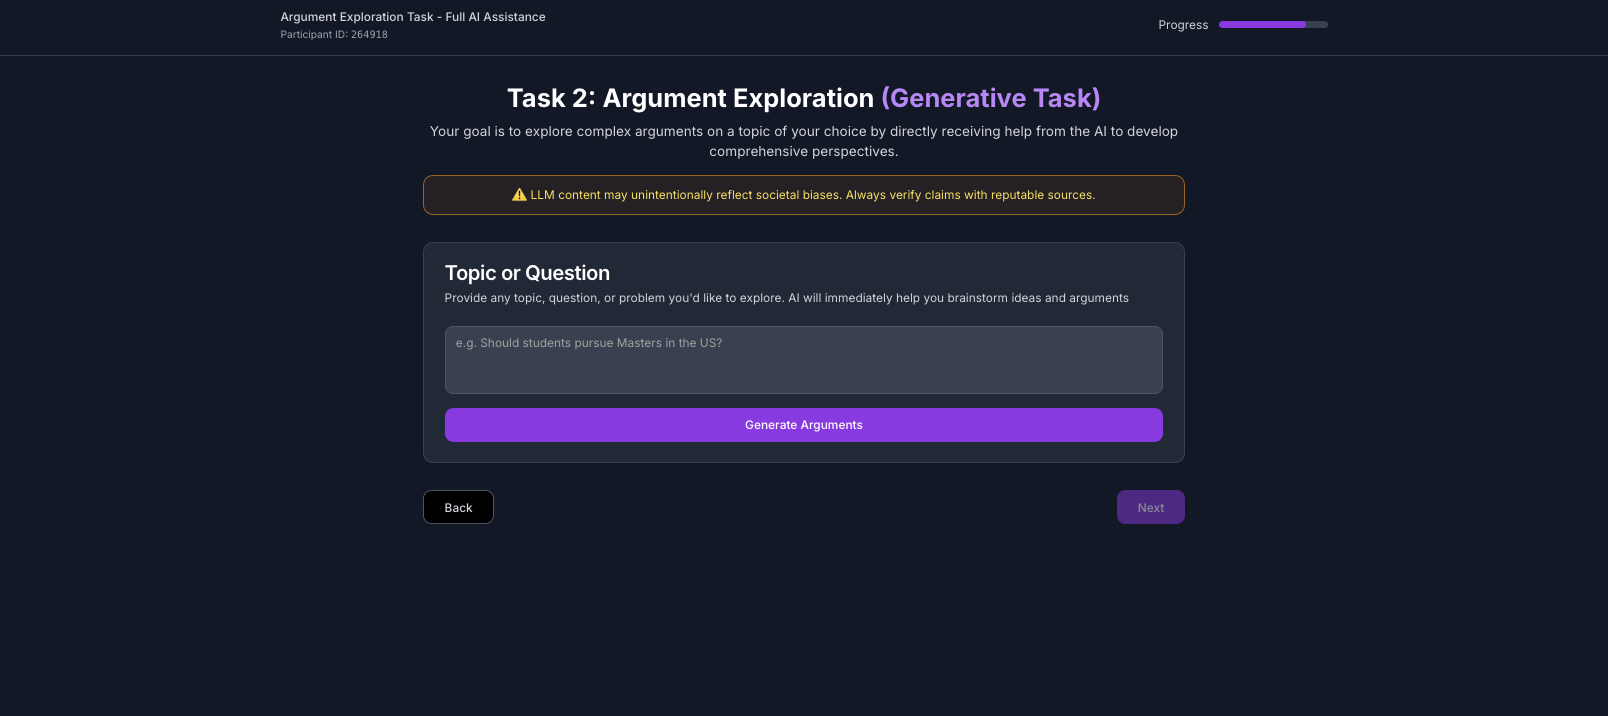 Argument Exploration Task - Full AI Assistance
Participant ID: 264918
Progress
Task 2: Argument Exploration (Generative Task)
Your goal is to explore complex arguments on a topic of your choice by directly receiving help from the AI to develop
comprehensive perspectives.
⚠️ LLM content may unintentionally reflect societal biases. Always verify claims with reputable sources.
Topic or Question
Provide any topic, question, or problem you'd like to explore. AI will immediately help you brainstorm ideas and arguments
e.g. Should students pursue Masters in the US?
Generate Arguments
Back
Next